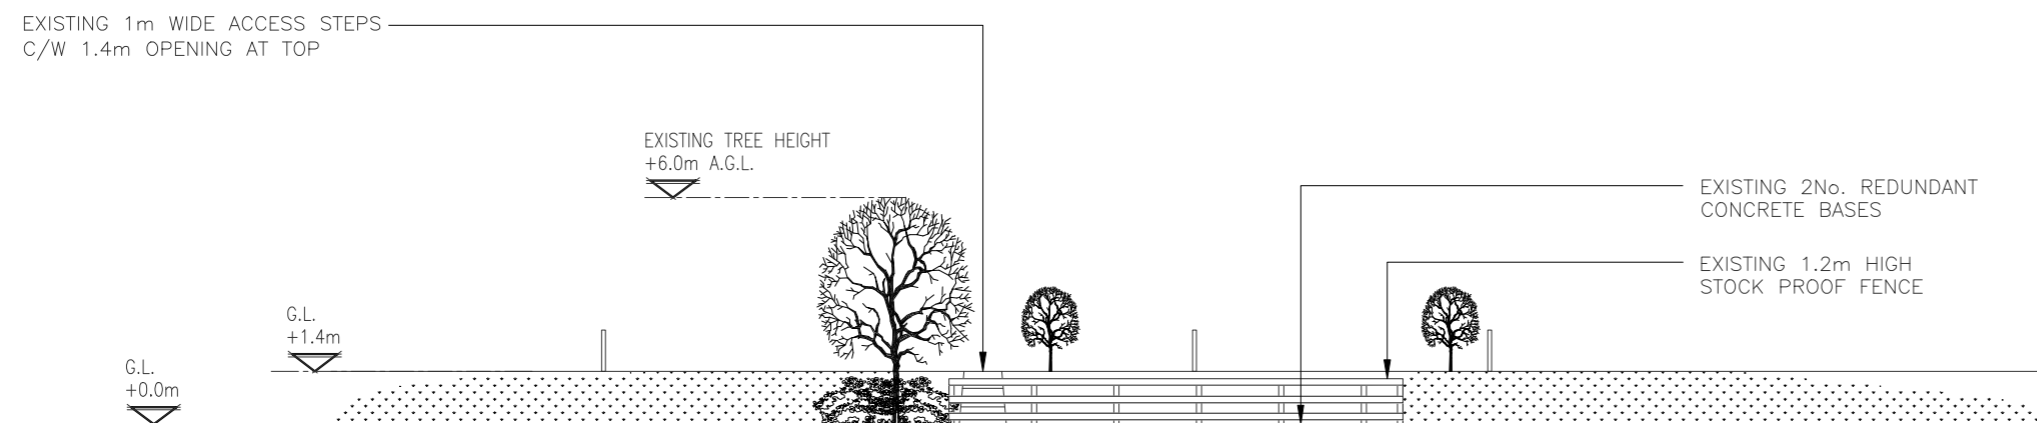 EXISTING 1m WIDE ACCESS STEPS
C/W 1.4m OPENING AT TOP
EXISTING TREE HEIGHT
+6.0m A.G.L.
EXISTING 2No. REDUNDANT
CONCRETE BASES
EXISTING 1.2m HIGH
STOCK PROOF FENCE
G.L.
+1.4m
G.L.
+0.0m